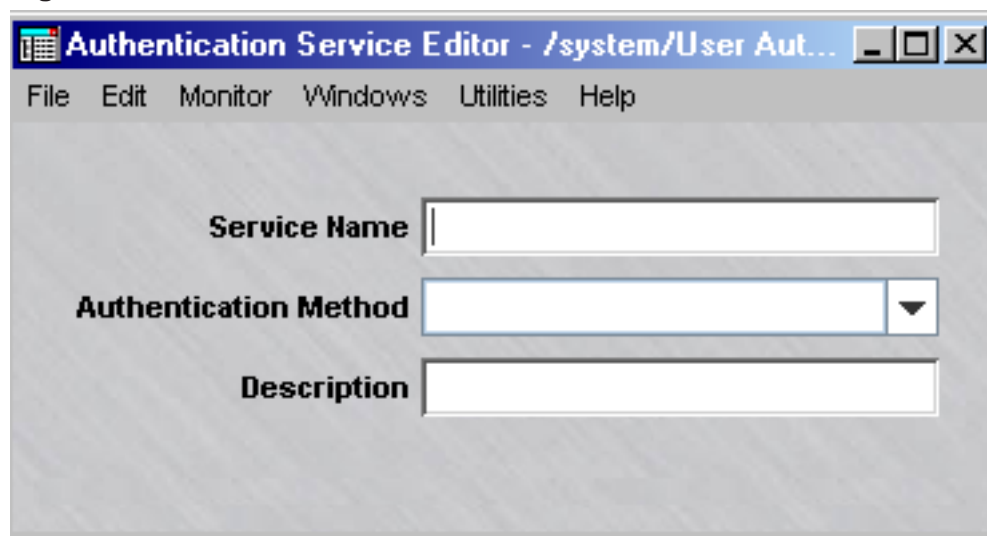 Authentication Service Editor - /system/User Aut...
File Edit Monitor Windows Utilities Help
Service Name
Authentication Method
Description